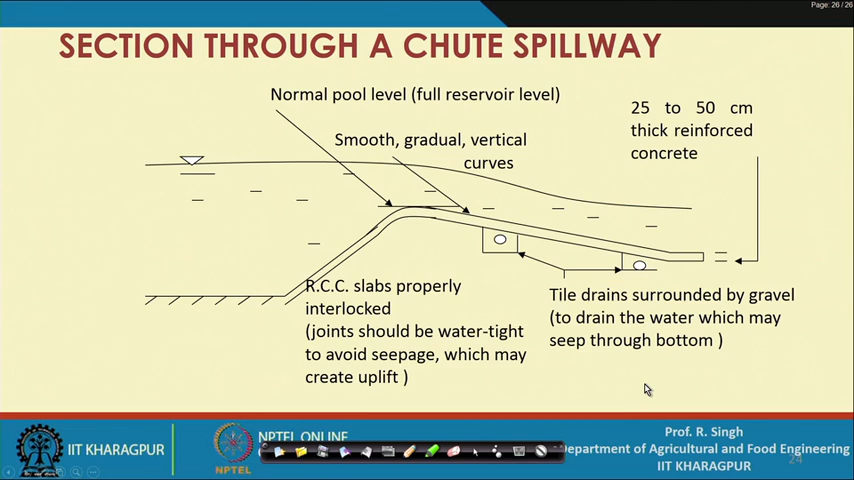 Page: 26 / 26
SECTION THROUGH A CHUTE SPILLWAY
Normal pool level (full reservoir level)
Smooth, gradual, vertical
curves
25 to 50 cm
thick reinforced
concrete
R.C.C. slabs properly
interlocked
(joints should be water-tight
to avoid seepage, which may
create uplift )
Tile drains surrounded by gravel
(to drain the water which may
seep through bottom )
IIT KHARAGPUR
NPTEL
NPTEL ONLINE
Prof. R. Singh
Department of Agricultural and Food Engineering
IIT KHARAGPUR
24